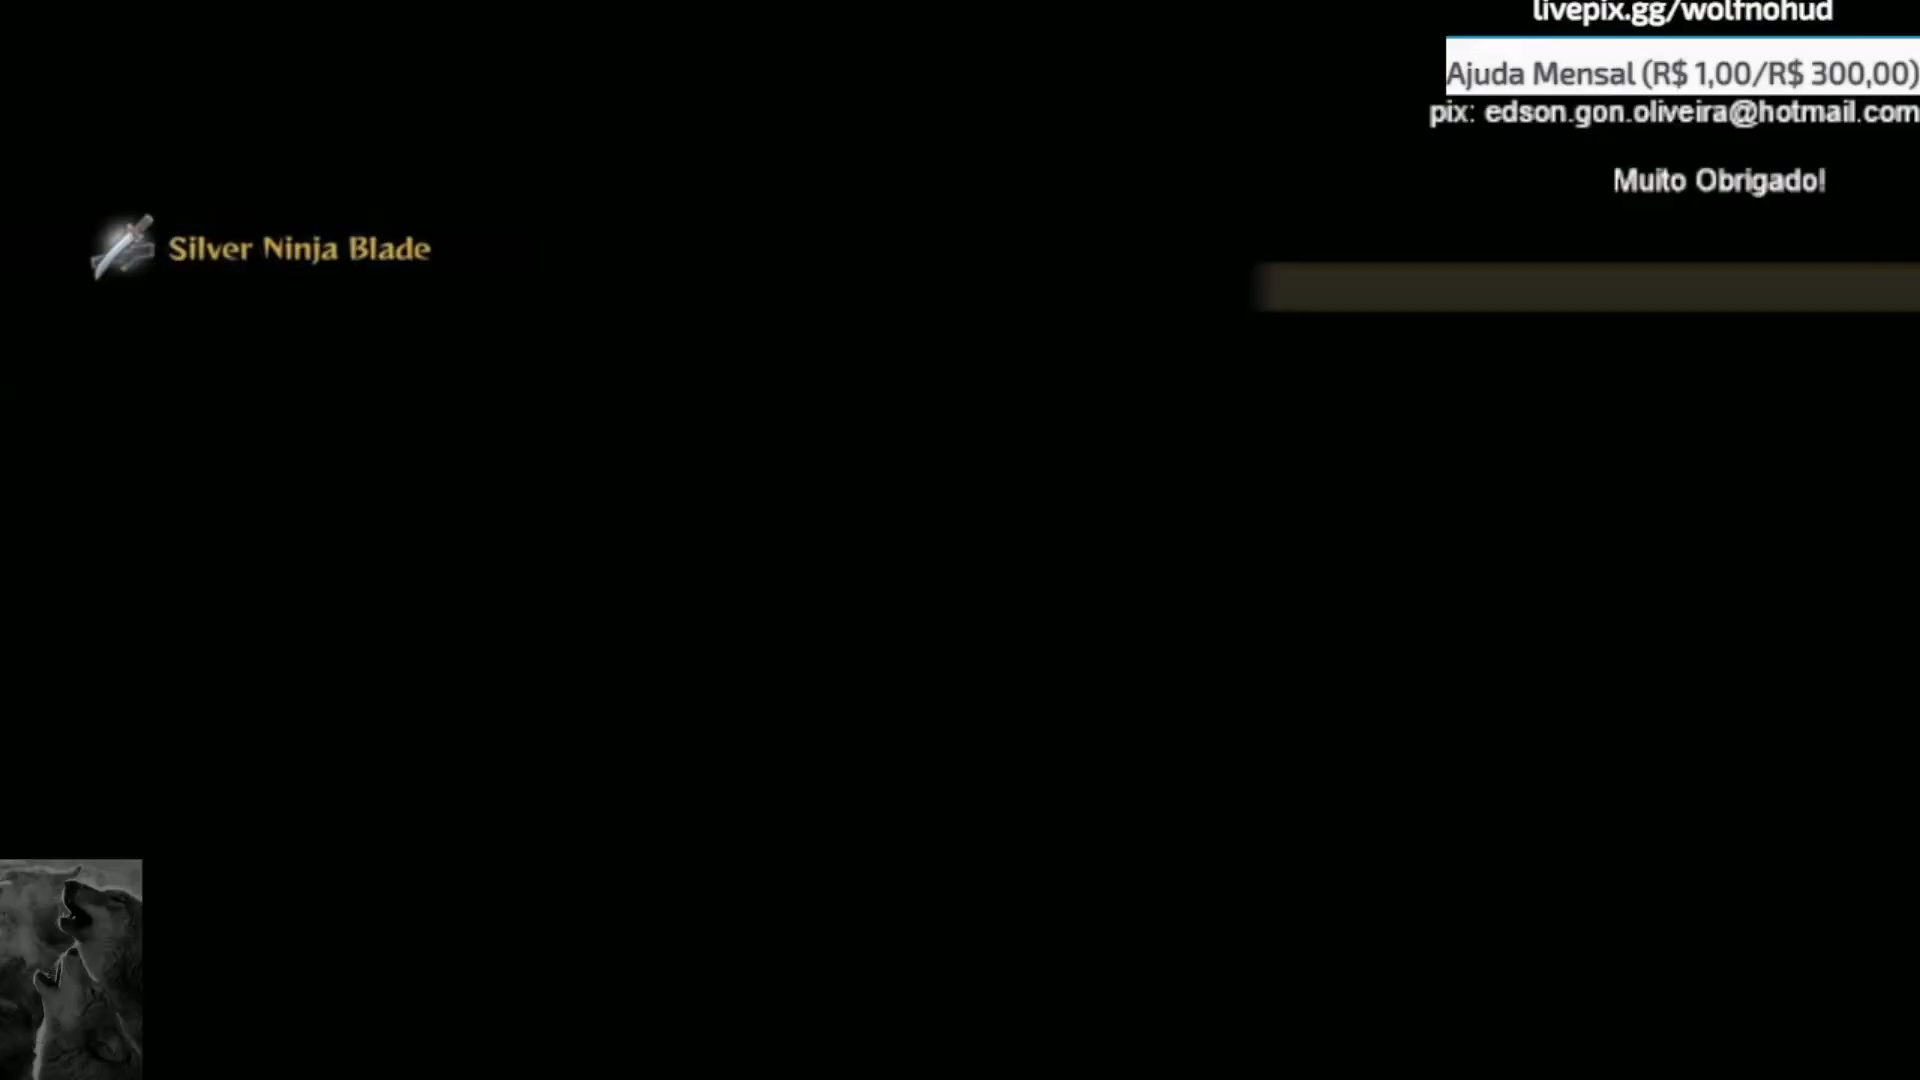 livepix.gg/wolfnohud
Ajuda Mensal (R$ 1,00/R$ 300,00)
pix: edson.gon.oliveira@hotmail.com
Muito Obrigado!
Silver Ninja Blade